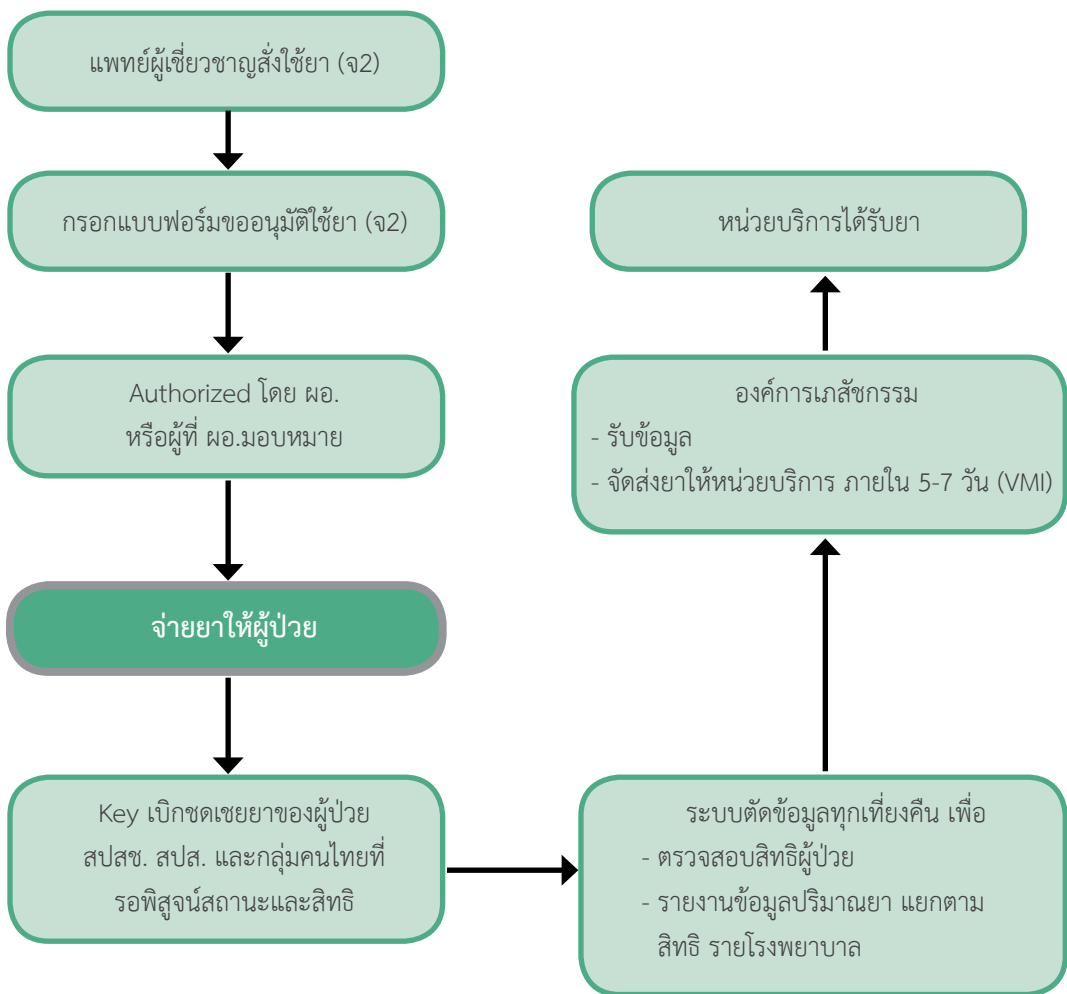 แพทย์ผู้เชี่ยวชาญสั่งใช้ยา (จ2)
กรอกแบบฟอร์มขออนุมัติใช้ยา (จ2)
Authorized โดย ผอ.
หรือผู้ที่ ผอ.มอบหมาย
จ่ายยาให้ผู้ป่วย
Key เบิกชดเชยยาของผู้ป่วย
สปสช. สปส. และกลุ่มคนไทยที่
รอพิสูจน์สถานะและสิทธิ
ระบบตัดข้อมูลทุกเที่ยงคืน เพื่อ
- ตรวจสอบสิทธิผู้ป่วย
- รายงานข้อมูลปริมาณยา แยกตาม
สิทธิ รายโรงพยาบาล
องค์การเภสัชกรรม
- รับข้อมูล
- จัดส่งยาให้หน่วยบริการ ภายใน 5-7 วัน (VMI)
หน่วยบริการได้รับยา